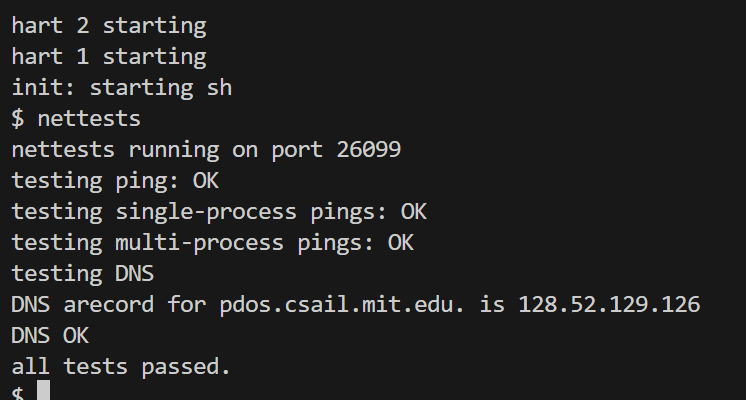 hart 2 starting
hart 1 starting
init: starting sh
$ nettests
nettests running on port 26099
testing ping: OK
testing single-process pings: OK
testing multi-process pings: OK
testing DNS
DNS arecord for pdos.csail.mit.edu. is 128.52.129.126
DNS OK
all tests passed.
$